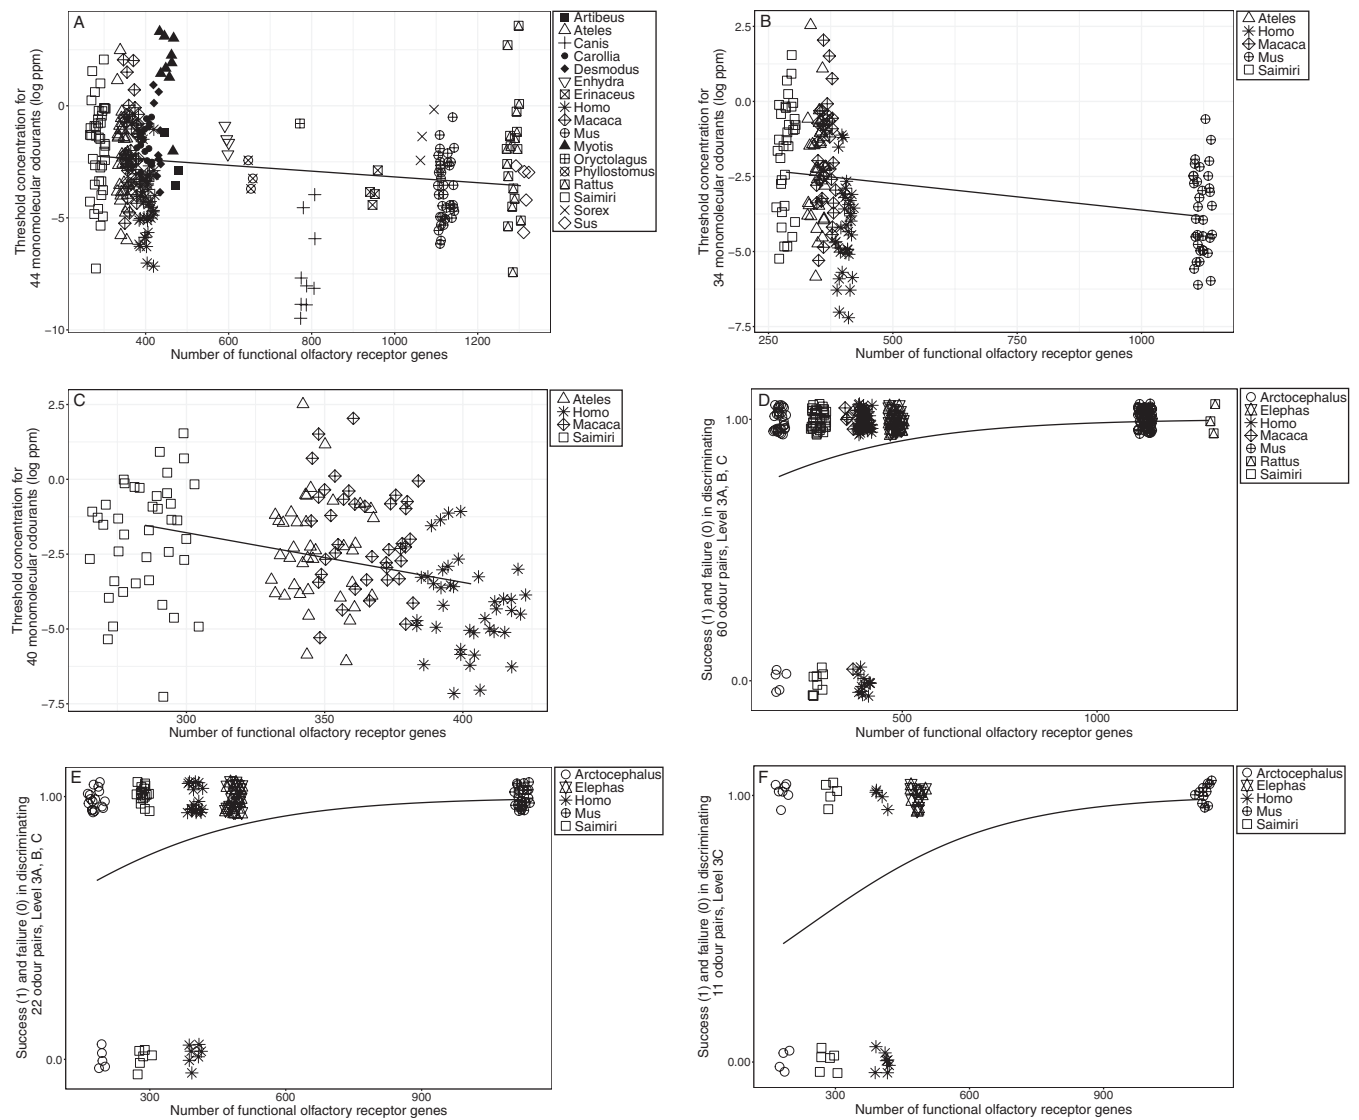 A
Threshold concentration for
44 monomolecular odourants (log ppm)
0
−5
−10
400
600
800
1000
1200
Number of functional olfactory receptor genes
Artibeus
Ateles
Canis
Carollia
Desmodus
Enhydra
Erinaceus
Homo
Macaca
Mus
Myotis
Oryctolagus
Phyllostomus
Rattus
Saimiri
Sorex
Sus
B
Threshold concentration for
34 monomolecular odourants (log ppm)
2.5
0.0
−2.5
−5.0
−7.5
250
500
750
1000
Number of functional olfactory receptor genes
Ateles
Homo
Macaca
Mus
Saimiri
C
Threshold concentration for
40 monomolecular odourants (log ppm)
2.5
0.0
−2.5
−5.0
−7.5
300
350
400
Number of functional olfactory receptor genes
Ateles
Homo
Macaca
Saimiri
D
Success (1) and failure (0) in discriminating
60 odour pairs, Level 3A, B, C
1.00
0.0
500
1000
Number of functional olfactory receptor genes
Arctocephalus
Elephas
Homo
Macaca
Mus
Rattus
Saimiri
E
Success (1) and failure (0) in discriminating
22 odour pairs, Level 3A, B, C
1.00
0.0
300
600
900
Number of functional olfactory receptor genes
Arctocephalus
Elephas
Homo
Mus
Saimiri
F
Success (1) and failure (0) in discriminating
11 odour pairs, Level 3C
1.00
0.00
300
600
900
Number of functional olfactory receptor genes
Arctocephalus
Elephas
Homo
Mus
Saimiri